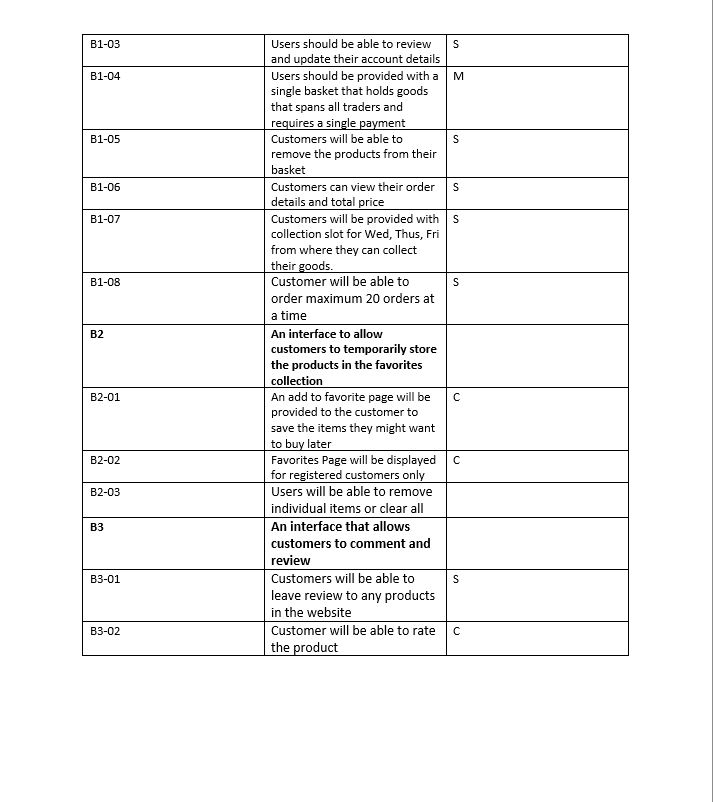 B1-03 Users should be able to review S
and update their account details
B1-04 Users should be provided with a M
single basket that holds goods
that spans all traders and
requires a single payment
B1-05 Customers will be able to S
remove the products from their
basket
B1-06 Customers can view their order S
details and total price
B1-07 Customers will be provided with S
collection slot for Wed, Thus, Fri
from where they can collect
their goods.
B1-08 Customer will be able to S
order maximum 20 orders at
a time
B2 An interface to allow
customers to temporarily store
the products in the favorites
collection
B2-01 An add to favorite page will be C
provided to the customer to
save the items they might want
to buy later
B2-02 Favorites Page will be displayed C
for registered customers only
B2-03 Users will be able to remove
individual items or clear all
B3 An interface that allows
customers to comment and
review
B3-01 Customers will be able to S
leave review to any products
in the website
B3-02 Customer will be able to rate C
the product